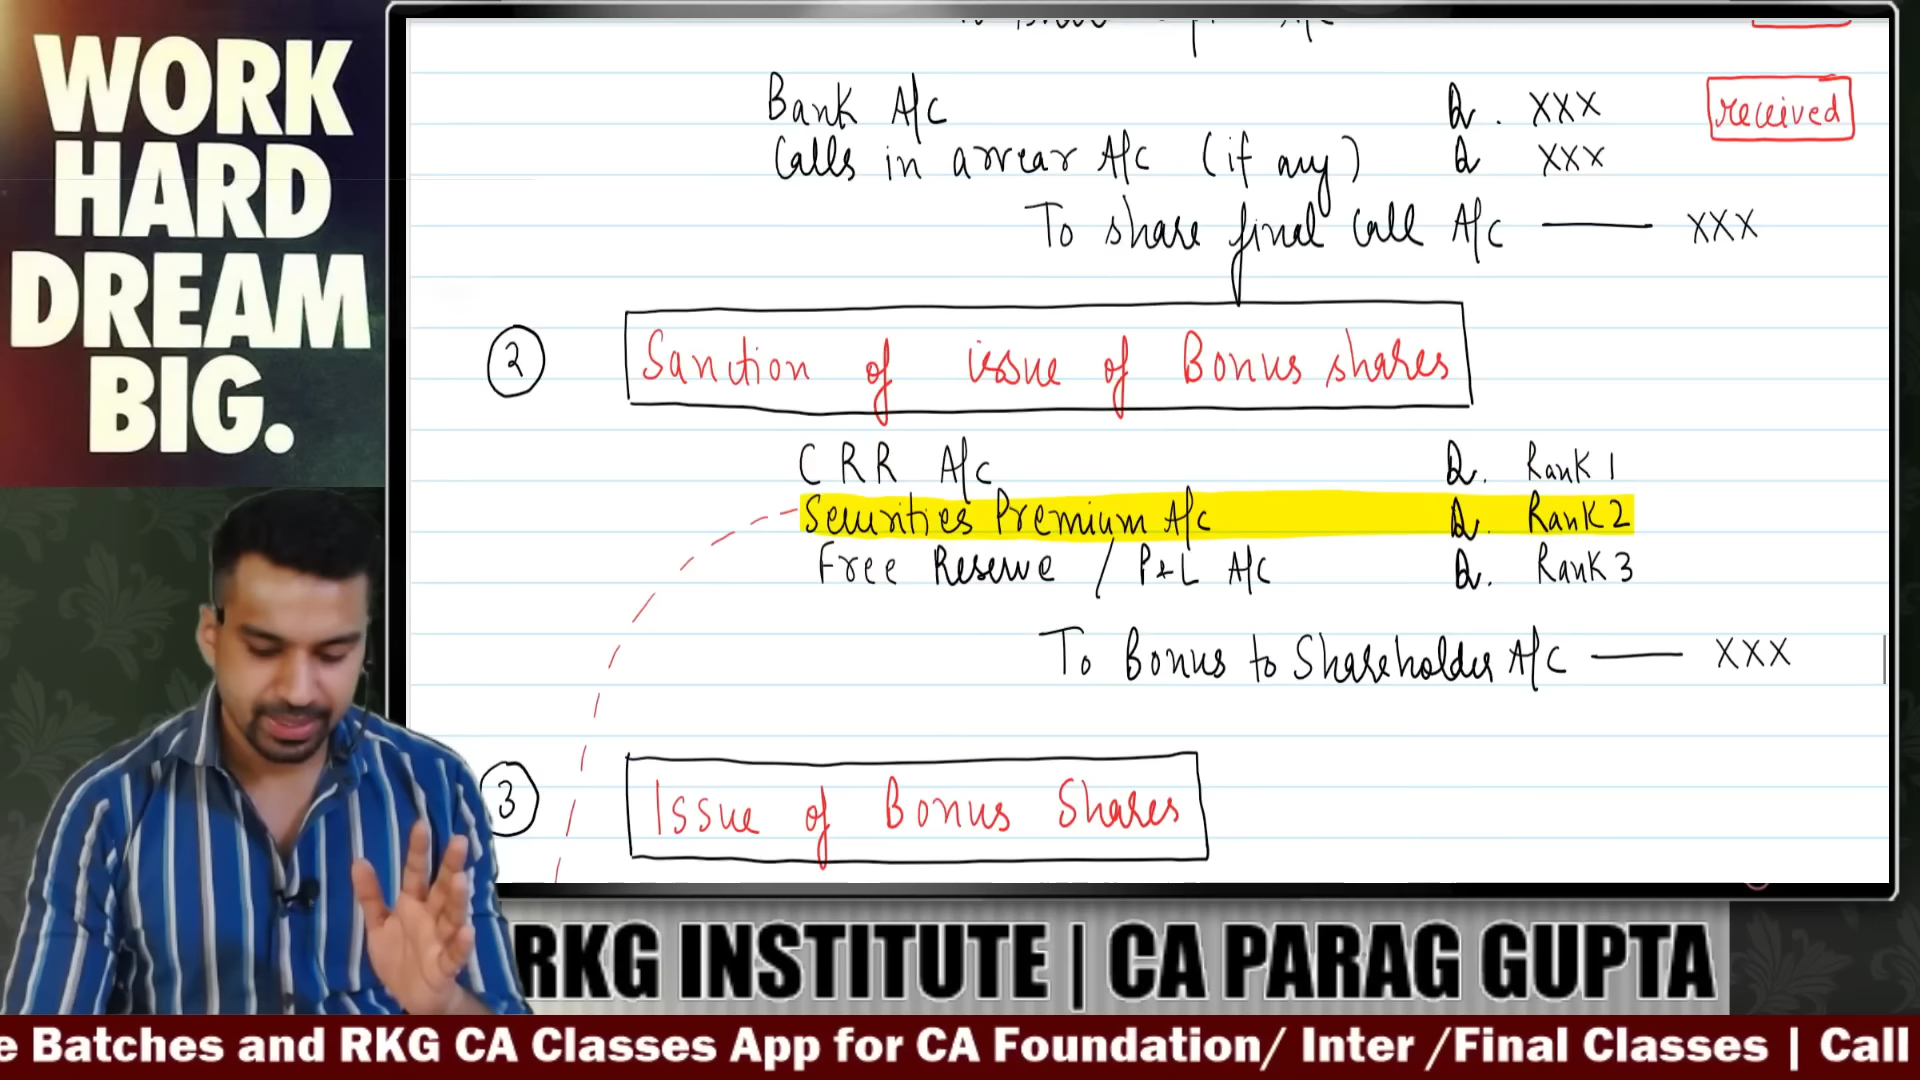 WORK
HARD
DREAM
BIG.
Bank A/c Dr. XXX received
Calls in arrear A/c (if any) Dr XXX
To share final call A/c —— XXX
2 Sanction of issue of Bonus shares
CRR A/c Dr. Rank 1
Securities Premium A/c Dr. Rank 2
Free Reserve / P&L A/c Dr. Rank 3
To Bonus to Shareholder A/c —— XXX
3 Issue of Bonus Shares
RKG INSTITUTE | CA PARAG GUPTA
e Batches and RKG CA Classes App for CA Foundation/ Inter /Final Classes | Call